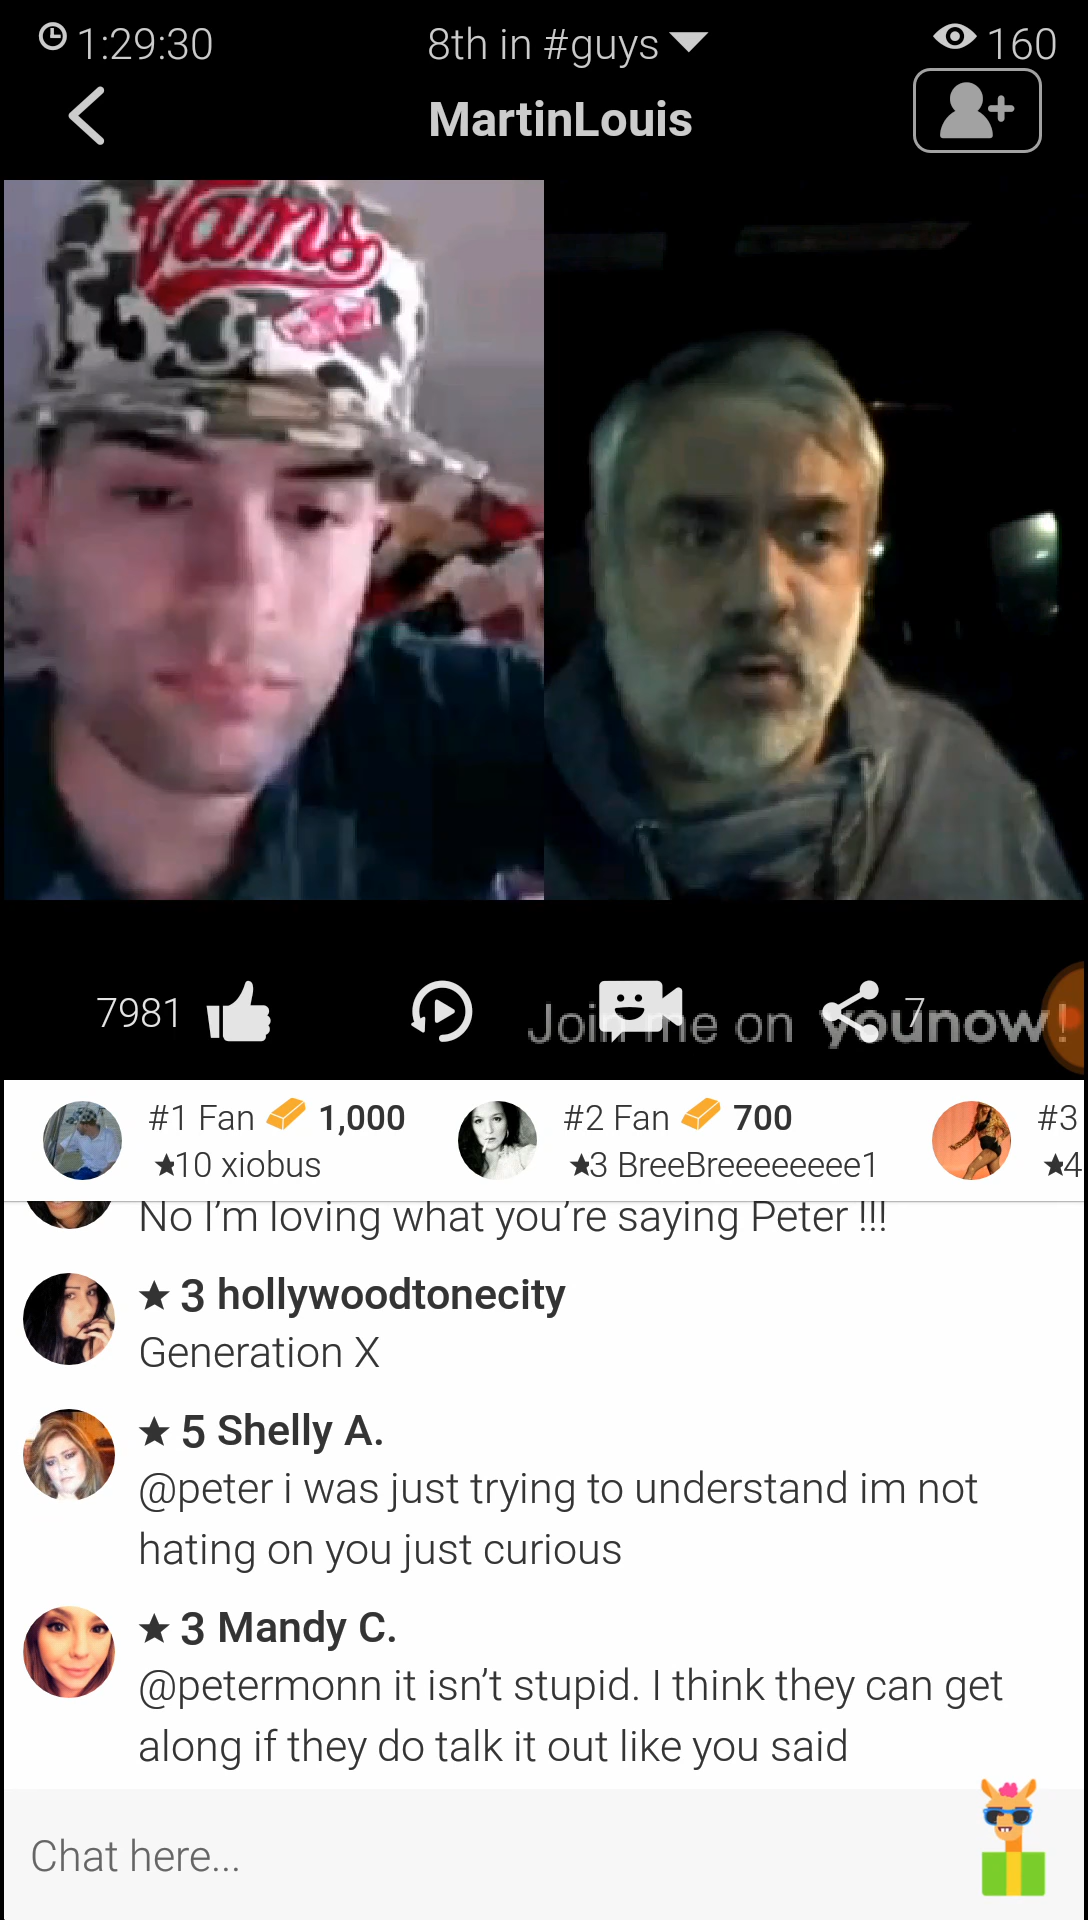 1:29:30 8th in #guys 160
MartinLouis
Vans
7981 7
Join me on younow!
#1 Fan 1,000 #2 Fan 700 #3
★10 xiobus ★3 BreeBreeeeeeee1 ★4
No I’m loving what you’re saying Peter !!!
★ 3 hollywoodtonecity
Generation X
★ 5 Shelly A.
@peter i was just trying to understand im not
hating on you just curious
★ 3 Mandy C.
@petermonn it isn’t stupid. I think they can get
along if they do talk it out like you said
Chat here...